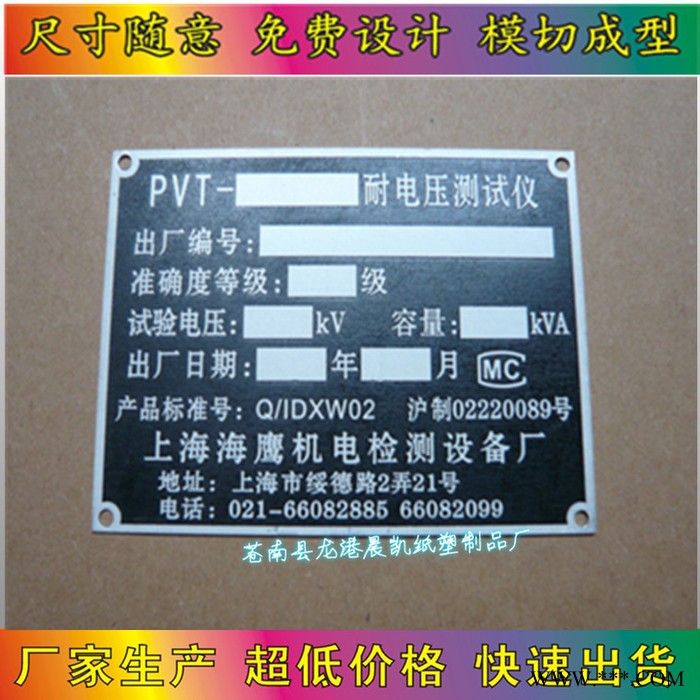 尺寸随意 免费设计 模切成型
PVT- 耐电压测试仪
出厂编号:
准确度等级: 级
试验电压: kV 容量: kVA
出厂日期: 年 月 MC
产品标准号: Q/IDXW02 沪制02220089号
上海海鹰机电检测设备厂
地址: 上海市绥德路2弄21号
电话: 021-66082885 66082099
苍南县龙港晨凯纸塑制品厂
厂家生产 超低价格 快速出货
WWW.***.COM